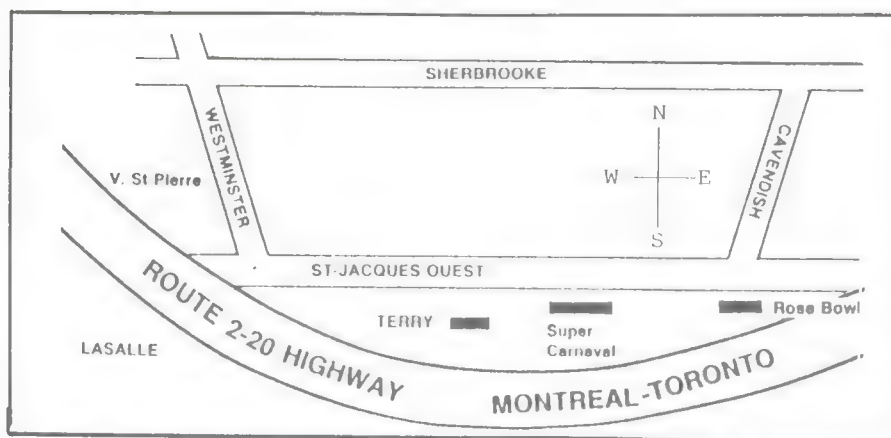 SHERBROOKE
WESTMINSTER
CAVENDISH
N
W E
S
V. St Pierre
ST-JACQUES OUEST
ROUTE 2-20 HIGHWAY
MONTREAL-TORONTO
TERRY
Super
Carnaval
Rose Bowl
LASALLE